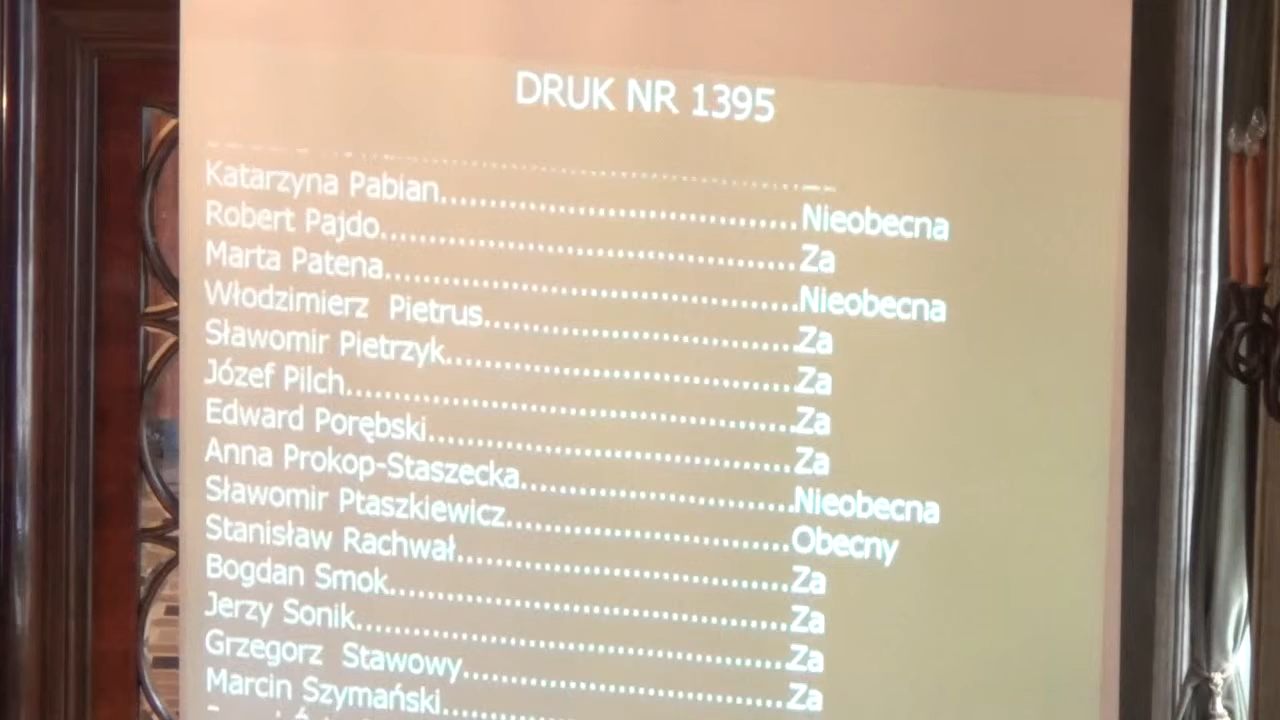 DRUK NR 1395
Katarzyna Pabian.....Nieobecna
Robert Pajdo.....Za
Marta Patena.....Nieobecna
Włodzimierz Pietrus.....Za
Sławomir Pietrzyk.....Za
Józef Pilch.....Za
Edward Porębski.....Za
Anna Prokop-Staszecka.....Nieobecna
Sławomir Ptaszkiewicz.....Obecny
Stanisław Rachwał.....Za
Bogdan Smok.....Za
Jerzy Sonik.....Za
Grzegorz Stawowy.....Za
Marcin Szymański.....